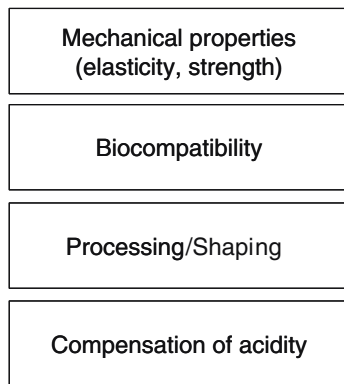 Mechanical properties
(elasticity, strength)
Biocompatibility
Processing/Shaping
Compensation of acidity